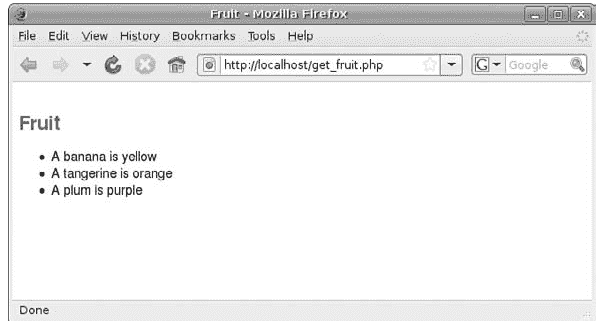 Fruit - Mozilla Firefox
File Edit View History Bookmarks Tools Help
http://localhost/get_fruit.php
G Google
Fruit
• A banana is yellow
• A tangerine is orange
• A plum is purple
Done